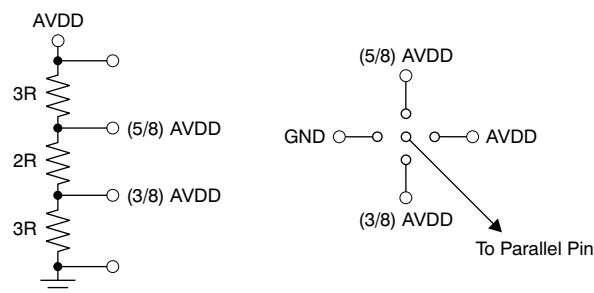 AVDD
3R
(5/8) AVDD
2R
(3/8) AVDD
3R
(5/8) AVDD
GND
AVDD
(3/8) AVDD
To Parallel Pin